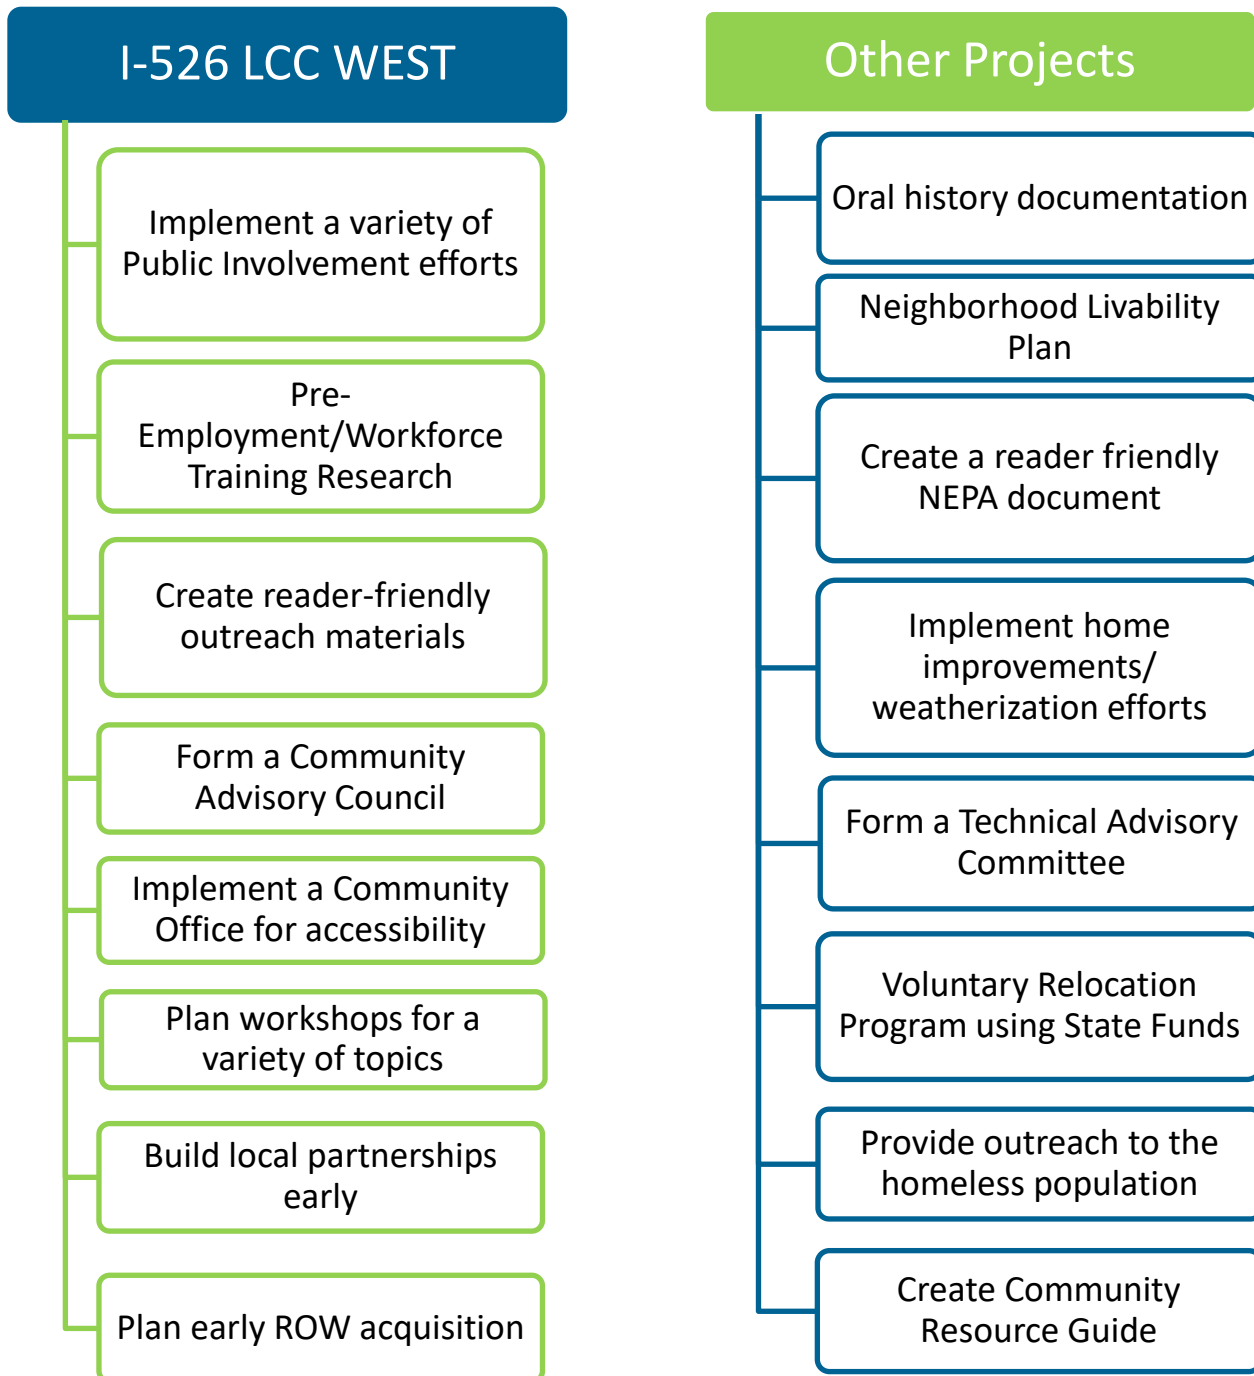 I-526 LCC WEST
Implement a variety of
Public Involvement efforts
Pre-
Employment/Workforce
Training Research
Create reader-friendly
outreach materials
Form a Community
Advisory Council
Implement a Community
Office for accessibility
Plan workshops for a
variety of topics
Build local partnerships
early
Plan early ROW acquisition
Other Projects
Oral history documentation
Neighborhood Livability
Plan
Create a reader friendly
NEPA document
Implement home
improvements/
weatherization efforts
Form a Technical Advisory
Committee
Voluntary Relocation
Program using State Funds
Provide outreach to the
homeless population
Create Community
Resource Guide